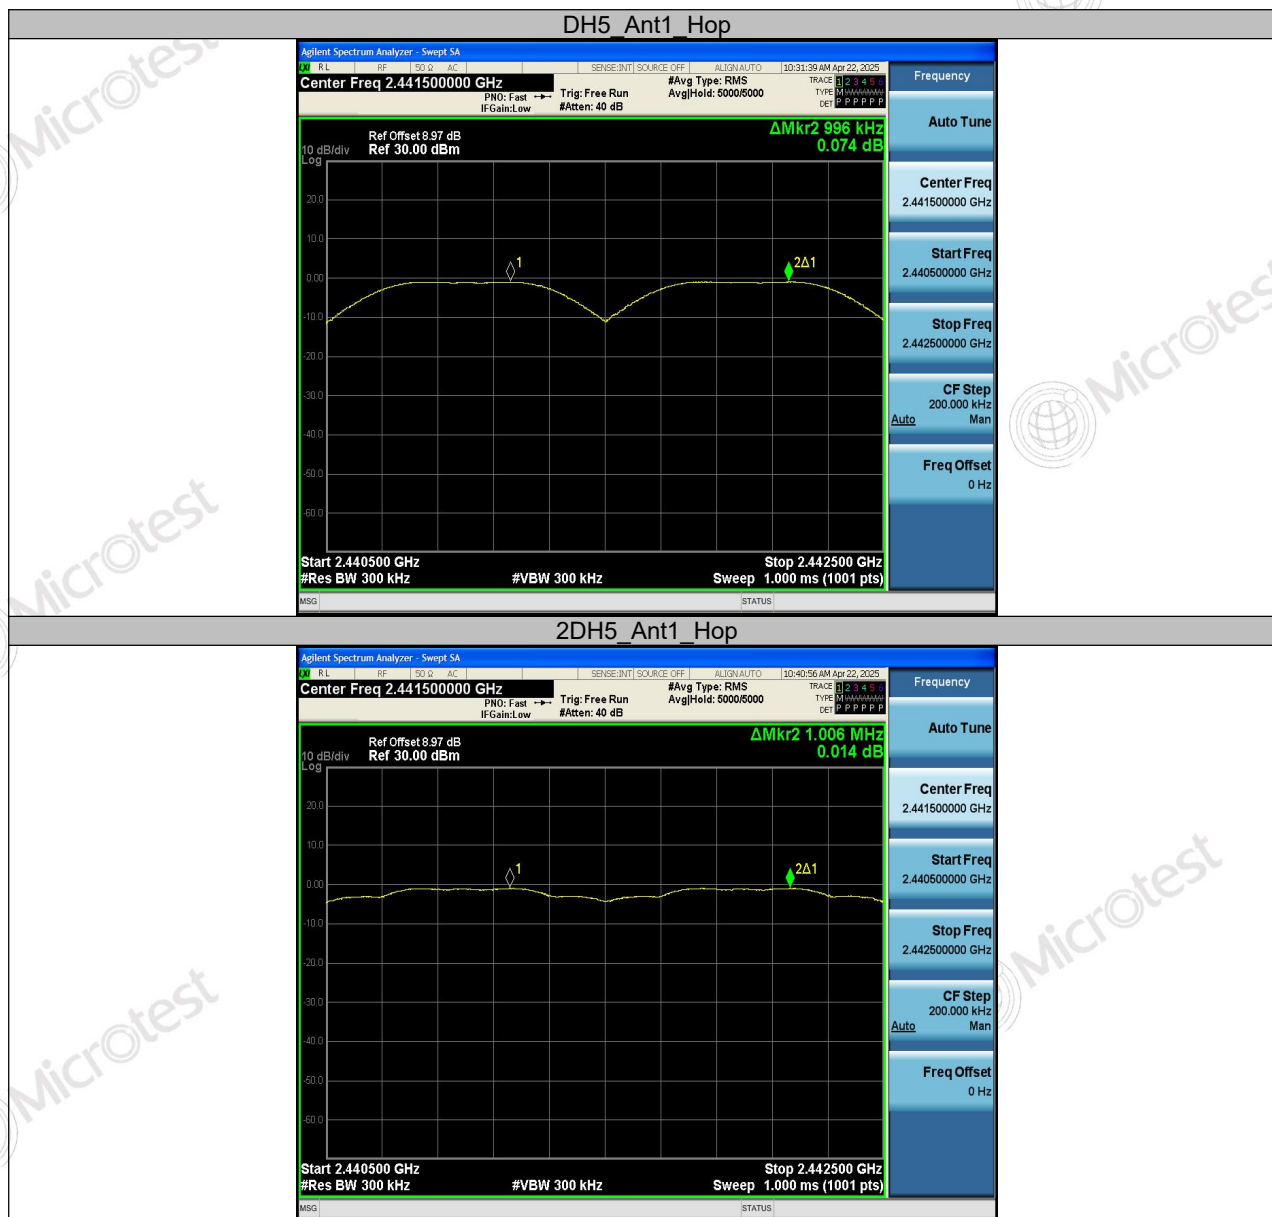 DH5_Ant1_Hop
Agilent Spectrum Analyzer - Swept SA
RL RF 50 Ω AC SENSE:INT SOURCE OFF ALIGN AUTO 10:31:39 AM Apr 22, 2025
Center Freq 2.441500000 GHz
PNO: Fast
IFGain:Low
Trig: Free Run
#Atten: 40 dB
#Avg Type: RMS
Avg|Hold: 5000/5000
TRACE 1 2 3 4 5 6
TYPE M
DET P P P P P P
Frequency
Auto Tune
Center Freq
2.441500000 GHz
Start Freq
2.440500000 GHz
Stop Freq
2.442500000 GHz
CF Step
200.000 kHz
Auto Man
Freq Offset
0 Hz
ΔMkr2 996 kHz
0.074 dB
Ref Offset 8.97 dB
10 dB/div Ref 30.00 dBm
Log
20.0
10.0
0.00
-10.0
-20.0
-30.0
-40.0
-50.0
-60.0
1
2Δ1
Start 2.440500 GHz Stop 2.442500 GHz
#Res BW 300 kHz #VBW 300 kHz Sweep 1.000 ms (1001 pts)
MSG STATUS
2DH5_Ant1_Hop
Agilent Spectrum Analyzer - Swept SA
RL RF 50 Ω AC SENSE:INT SOURCE OFF ALIGN AUTO 10:40:56 AM Apr 22, 2025
Center Freq 2.441500000 GHz
PNO: Fast
IFGain:Low
Trig: Free Run
#Atten: 40 dB
#Avg Type: RMS
Avg|Hold: 5000/5000
TRACE 1 2 3 4 5 6
TYPE M
DET P P P P P P
Frequency
Auto Tune
Center Freq
2.441500000 GHz
Start Freq
2.440500000 GHz
Stop Freq
2.442500000 GHz
CF Step
200.000 kHz
Auto Man
Freq Offset
0 Hz
ΔMkr2 1.006 MHz
0.014 dB
Ref Offset 8.97 dB
10 dB/div Ref 30.00 dBm
Log
20.0
10.0
0.00
-10.0
-20.0
-30.0
-40.0
-50.0
-60.0
1
2Δ1
Start 2.440500 GHz Stop 2.442500 GHz
#Res BW 300 kHz #VBW 300 kHz Sweep 1.000 ms (1001 pts)
MSG STATUS
Microtest
Microtest
Microtest
Microtest
Microtest
Microtest